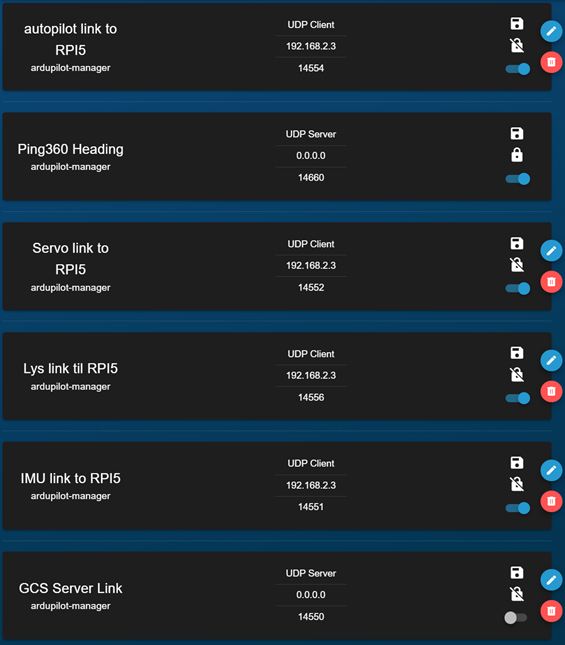 autopilot link to
RPI5
ardupilot-manager
UDP Client
192.168.2.3
14554
Ping360 Heading
ardupilot-manager
UDP Server
0.0.0.0
14660
Servo link to
RPI5
ardupilot-manager
UDP Client
192.168.2.3
14552
Lys link til RPI5
ardupilot-manager
UDP Client
192.168.2.3
14556
IMU link to RPI5
ardupilot-manager
UDP Client
192.168.2.3
14551
GCS Server Link
ardupilot-manager
UDP Server
0.0.0.0
14550